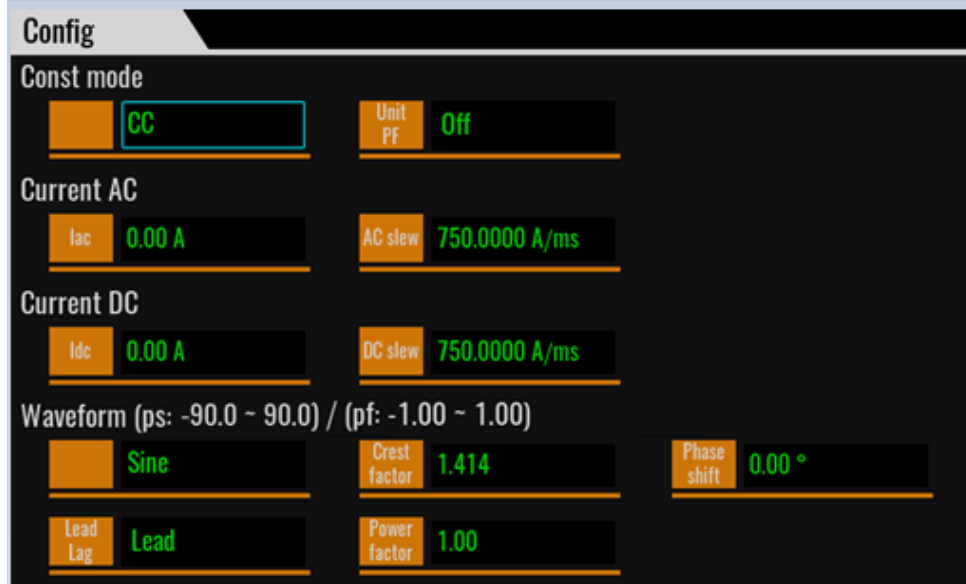 Config
Const mode
CC
Unit PF
Off
Current AC
Iac
0.00 A
AC slew
750.0000 A/ms
Current DC
Idc
0.00 A
DC slew
750.0000 A/ms
Waveform (ps: -90.0 ~ 90.0) / (pf: -1.00 ~ 1.00)
Sine
Crest
factor
1.414
Phase
shift
0.00 °
Lead
Lag
Lead
Power
factor
1.00